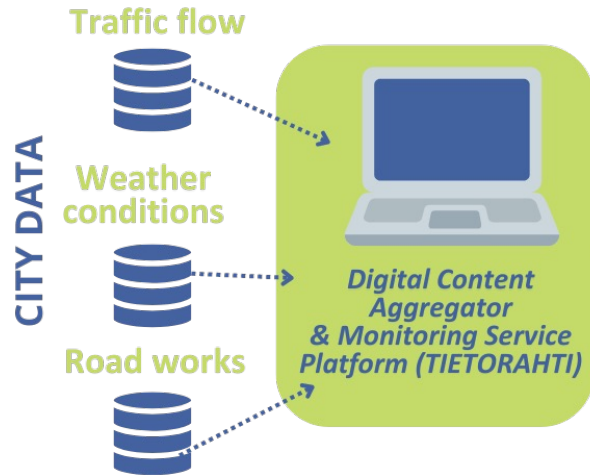 Traffic flow
CITY DATA
Weather
conditions
Road works
Digital Content
Aggregator
& Monitoring Service
Platform (TIETORAHTI)